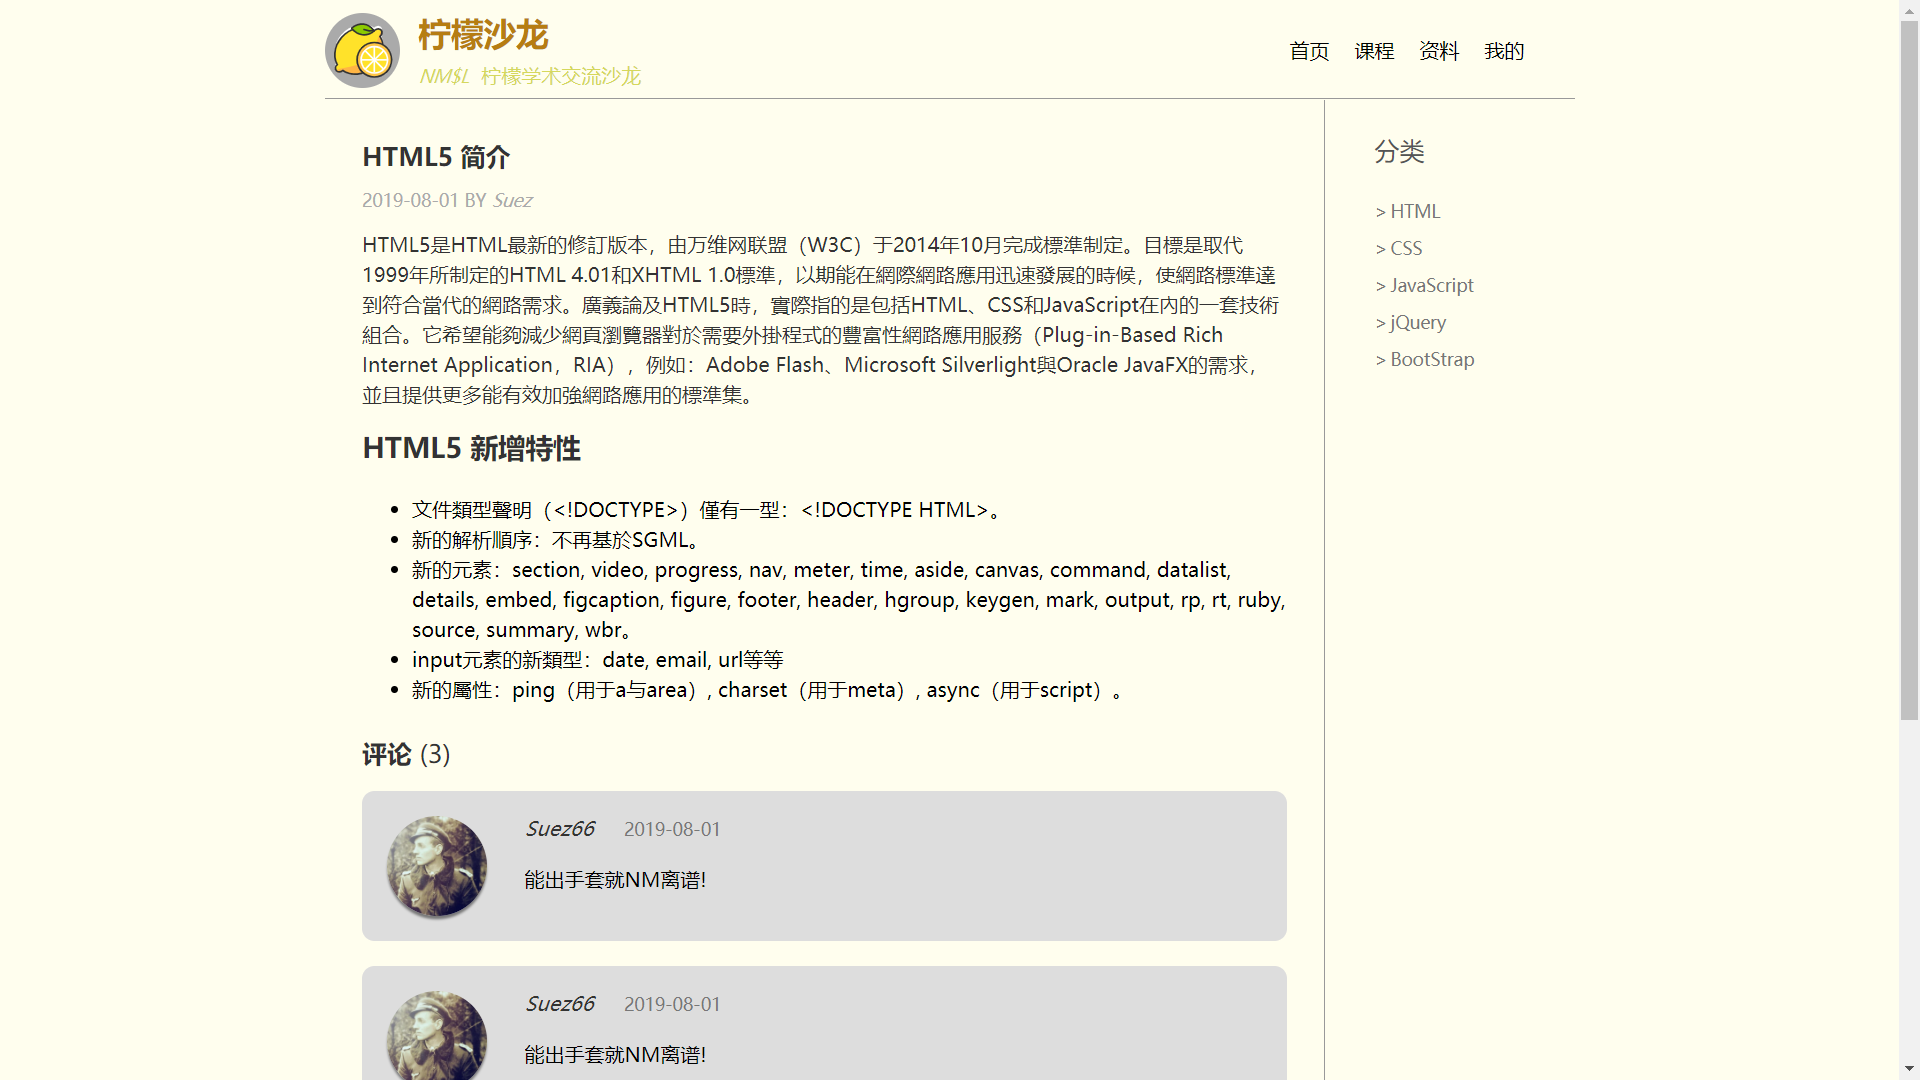 柠檬沙龙
NM$L 柠檬学术交流沙龙
首页 课程 资料 我的
HTML5 简介
2019-08-01 BY Suez
HTML5是HTML最新的修訂版本，由万维网联盟（W3C）于2014年10月完成標準制定。目標是取代
1999年所制定的HTML 4.01和XHTML 1.0標準，以期能在網際網路應用迅速發展的時候，使網路標準達
到符合當代的網路需求。廣義論及HTML5時，實際指的是包括HTML、CSS和JavaScript在內的一套技術
組合。它希望能夠減少網頁瀏覽器對於需要外掛程式的豐富性網路應用服務（Plug-in-Based Rich
Internet Application，RIA），例如：Adobe Flash、Microsoft Silverlight與Oracle JavaFX的需求，
並且提供更多能有效加強網路應用的標準集。
HTML5 新增特性
• 文件類型聲明（<!DOCTYPE>）僅有一型：<!DOCTYPE HTML>。
• 新的解析順序：不再基於SGML。
• 新的元素：section, video, progress, nav, meter, time, aside, canvas, command, datalist,
details, embed, figcaption, figure, footer, header, hgroup, keygen, mark, output, rp, rt, ruby,
source, summary, wbr。
• input元素的新類型：date, email, url等等
• 新的屬性：ping（用于a与area）, charset（用于meta）, async（用于script）。
评论 (3)
Suez66 2019-08-01
能出手套就NM离谱!
Suez66 2019-08-01
能出手套就NM离谱!
分类
> HTML
> CSS
> JavaScript
> jQuery
> BootStrap